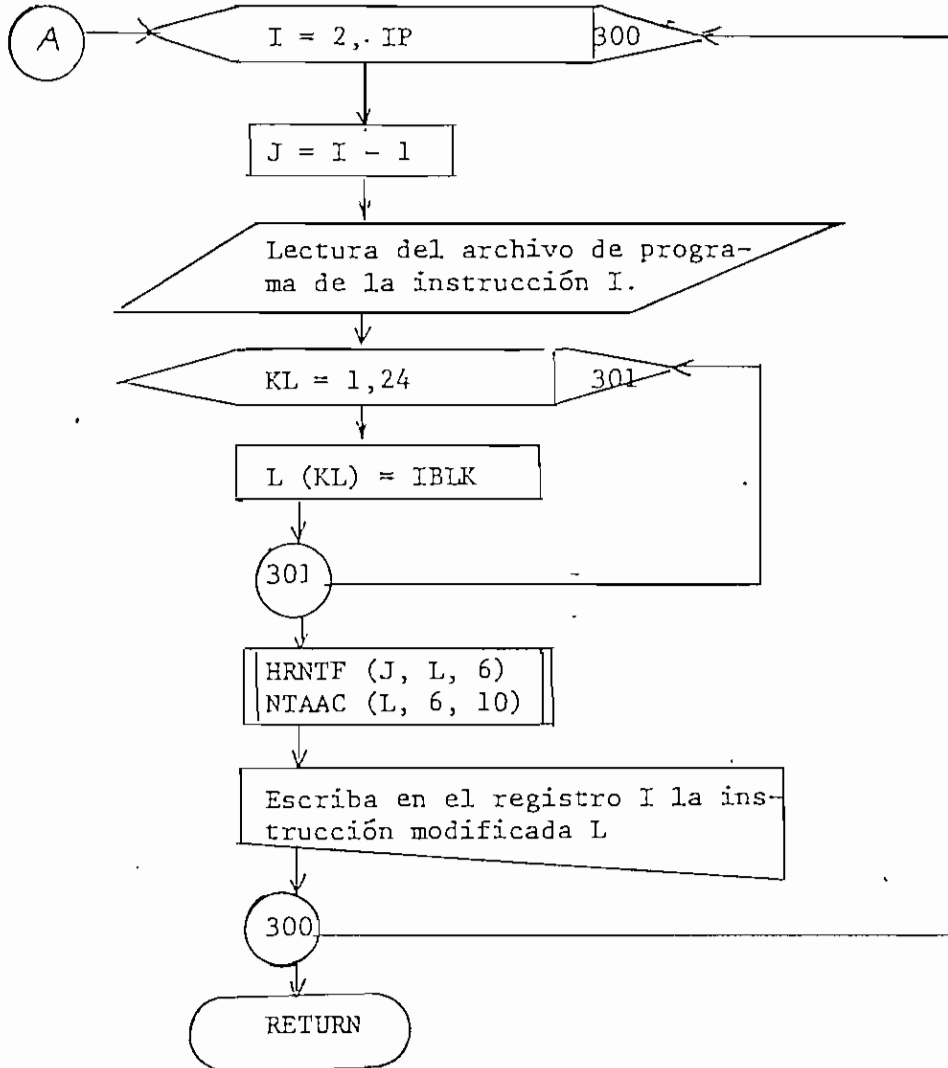 A
I = 2, IP
300
J = I - 1
Lectura del archivo de progra-
ma de la instrucción I.
KL = 1,24
301
L (KL) = IBLK
301
HRNTF (J, L, 6)
NTAAC (L, 6, 10)
Escriba en el registro I la ins-
trucción modificada L
300
RETURN